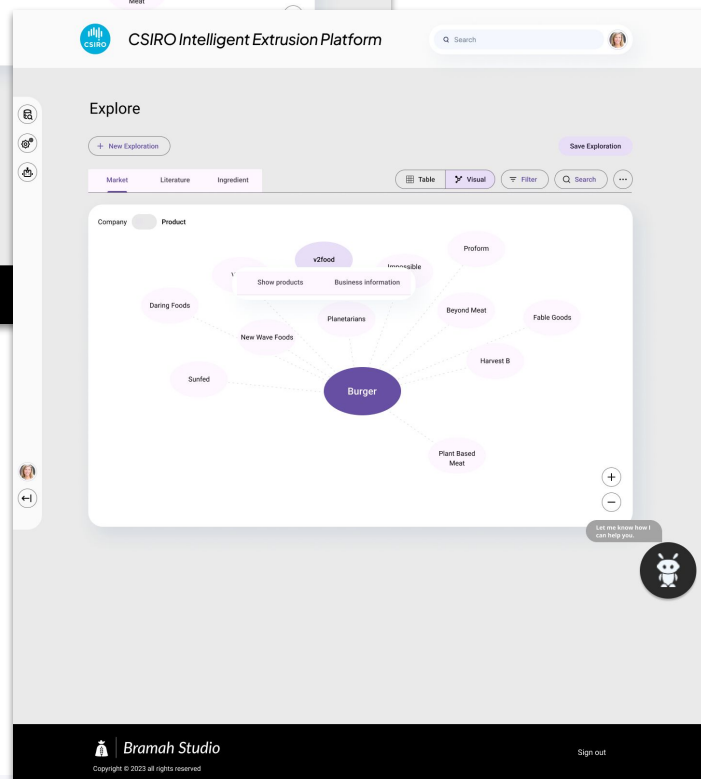 Meat
CSIRO
CSIRO Intelligent Extrusion Platform
Search
Explore
+ New Exploration
Save Exploration
Market
Literature
Ingredient
Table
Visual
Filter
Search
Company
Product
v2food
Proform
Impossible
Show products
Business information
Daring Foods
Planetarians
Beyond Meat
Fable Goods
New Wave Foods
Harvest B
Sunfed
Burger
Plant Based
Meat
Let me know how I
can help you.
Bramah Studio
Sign out
Copyright © 2023 all rights reserved